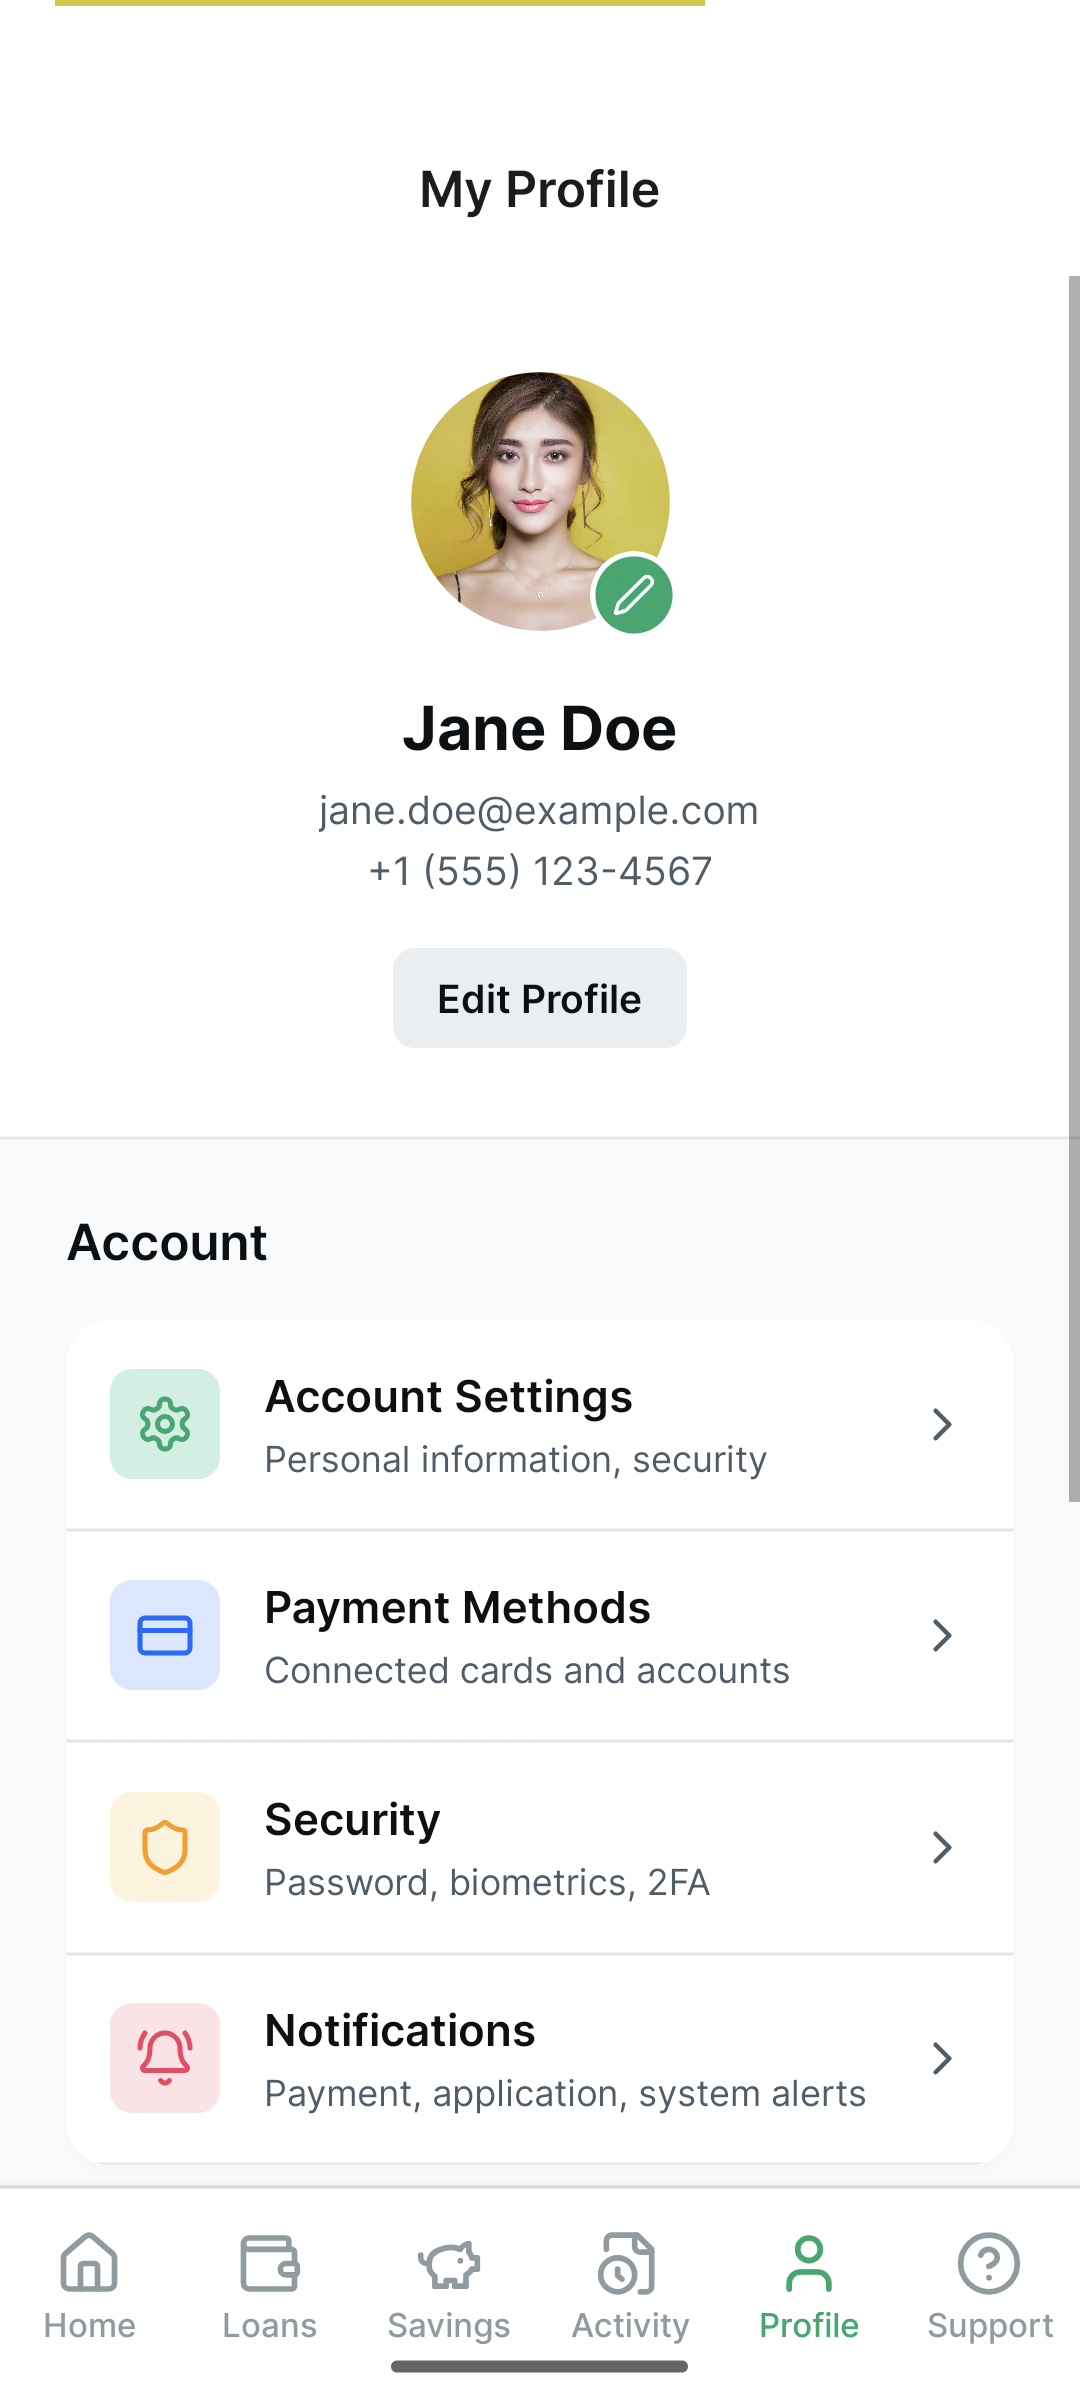 My Profile
Jane Doe
jane.doe@example.com
+1 (555) 123-4567
Edit Profile
Account
Account Settings
Personal information, security
Payment Methods
Connected cards and accounts
Security
Password, biometrics, 2FA
Notifications
Payment, application, system alerts
Home Loans Savings Activity Profile Support